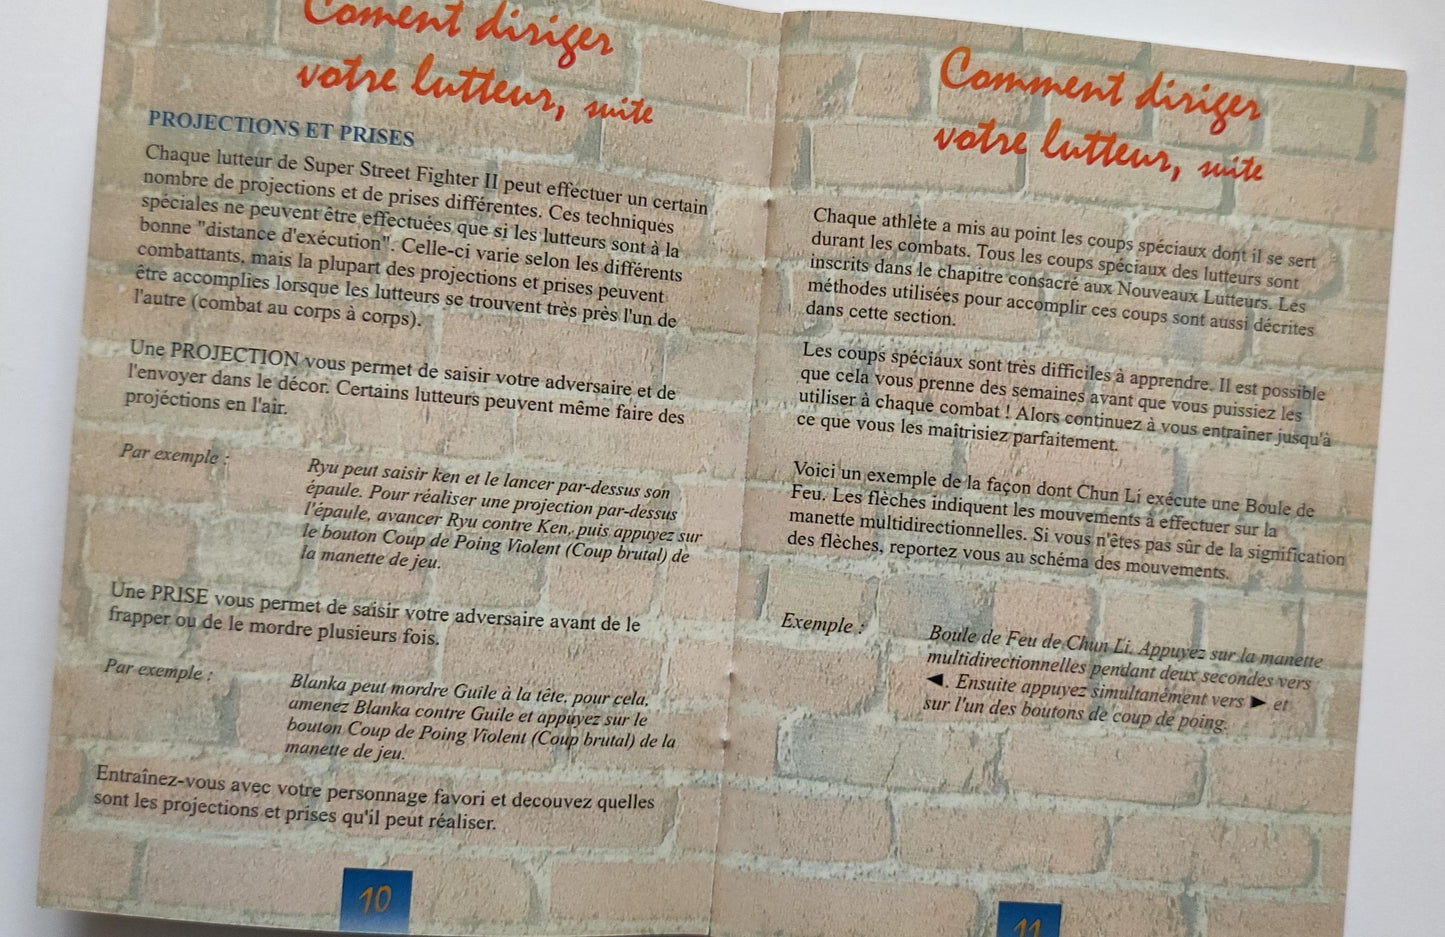 Coment diriger
votre lutteur, suite
PROJECTIONS ET PRISES
Chaque lutteur de Super Street Fighter II peut effectuer un certain
nombre de projections et de prises différentes. Ces techniques
spéciales ne peuvent être effectuées que si les lutteurs sont à la
bonne "distance d'exécution". Celle-ci varie selon les différents
combattants, mais la plupart des projections et prises peuvent
être accomplies lorsque les lutteurs se trouvent très près l'un de
l'autre (combat au corps à corps).
Une PROJECTION vous permet de saisir votre adversaire et de
l'envoyer dans le décor. Certains lutteurs peuvent même faire des
projéctions en l'air.
Par exemple :
Ryu peut saisir ken et le lancer par-dessus son
épaule. Pour réaliser une projection par-dessus
l'épaule, avancer Ryu contre Ken, puis appuyez sur
le bouton Coup de Poing Violent (Coup brutal) de
la manette de jeu.
Une PRISE vous permet de saisir votre adversaire avant de le
frapper ou de le mordre plusieurs fois.
Par exemple :
Blanka peut mordre Guile à la tête, pour cela,
amenez Blanka contre Guile et appuyez sur le
bouton Coup de Poing Violent (Coup brutal) de la
manette de jeu.
Entraînez-vous avec votre personnage favori et decouvez quelles
sont les projections et prises qu'il peut réaliser.
10
Comment diriger
votre lutteur, suite
Chaque athlète a mis au point les coups spéciaux dont il se sert
durant les combats. Tous les coups spéciaux des lutteurs sont
inscrits dans le chapitre consacré aux Nouveaux Lutteurs. Les
méthodes utilisées pour accomplir ces coups sont aussi décrites
dans cette section.
Les coups spéciaux sont très difficiles à apprendre. Il est possible
que cela vous prenne des semaines avant que vous puissiez les
utiliser à chaque combat ! Alors continuez à vous entraîner jusqu'à
ce que vous les maîtrisiez parfaitement.
Voici un exemple de la façon dont Chun Li exécute une Boule de
Feu. Les flèches indiquent les mouvements à effectuer sur la
manette multidirectionnelles. Si vous n'êtes pas sûr de la signification
des flèches, reportez vous au schéma des mouvements.
Exemple :
Boule de Feu de Chun Li. Appuyez sur la manette
multidirectionnelles pendant deux secondes vers
◄. Ensuite appuyez simultanément vers ► et
sur l'un des boutons de coup de poing.
11